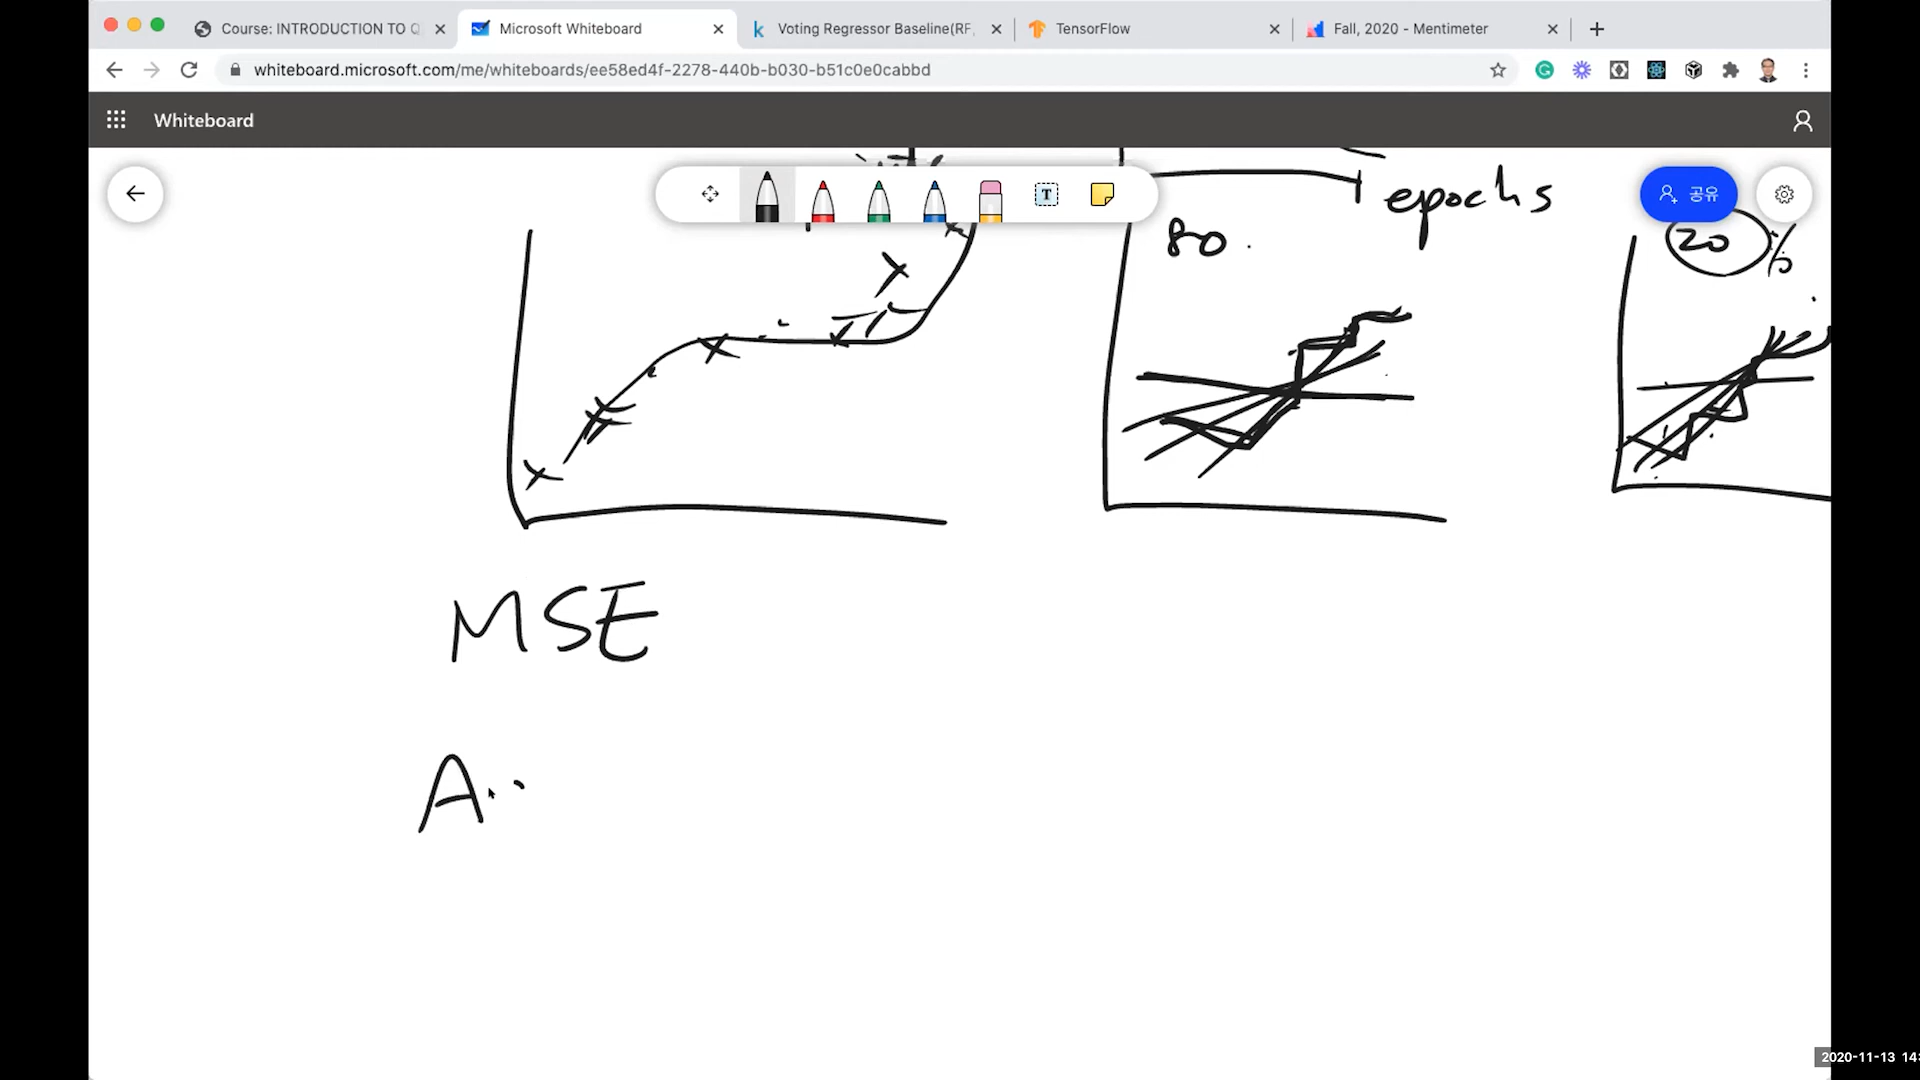 Course: INTRODUCTION TO Q
Microsoft Whiteboard
Voting Regressor Baseline(RF,
TensorFlow
Fall, 2020 - Mentimeter
whiteboard.microsoft.com/me/whiteboards/ee58ed4f-2278-440b-b030-b51c0e0cabbd
Whiteboard
공유
epochs
80
20 %
MSE
A
2020-11-13 14: